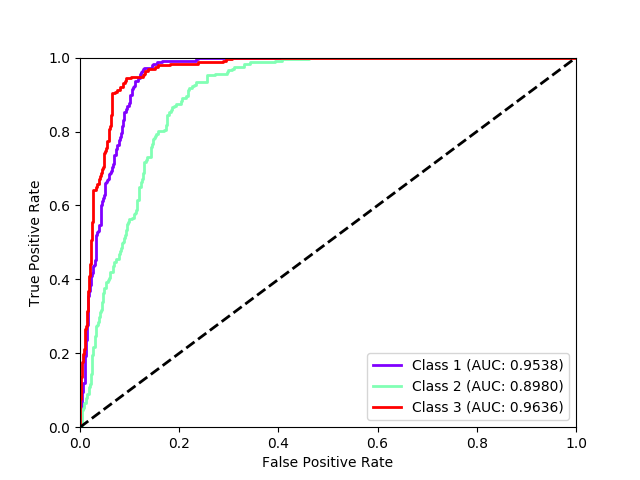 1.0
0.8
0.6
0.4
0.2
0.0
True Positive Rate
Class 1 (AUC: 0.9538)
Class 2 (AUC: 0.8980)
Class 3 (AUC: 0.9636)
0.0 0.2 0.4 0.6 0.8 1.0
False Positive Rate